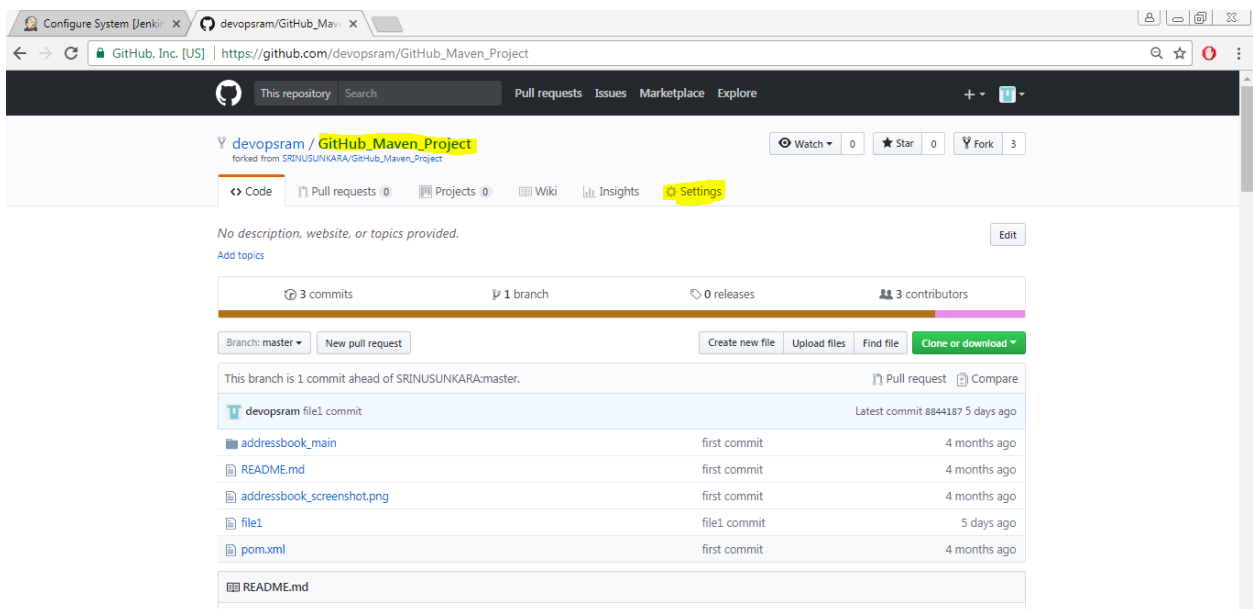 Configure System [Jenkin
devopsram/GitHub_Mav
GitHub, Inc. [US] https://github.com/devopsram/GitHub_Maven_Project
This repository Search Pull requests Issues Marketplace Explore
devopsram / GitHub_Maven_Project Watch 0 Star 0 Fork 3
forked from SRINUSUNKARA/GitHub_Maven_Project
Code Pull requests 0 Projects 0 Wiki Insights Settings
No description, website, or topics provided. Edit
Add topics
3 commits 1 branch 0 releases 3 contributors
Branch: master New pull request Create new file Upload files Find file Clone or download
This branch is 1 commit ahead of SRINUSUNKARA:master. Pull request Compare
devopsram file1 commit Latest commit 8844187 5 days ago
addressbook_main first commit 4 months ago
README.md first commit 4 months ago
addressbook_screenshot.png first commit 4 months ago
file1 file1 commit 5 days ago
pom.xml first commit 4 months ago
README.md